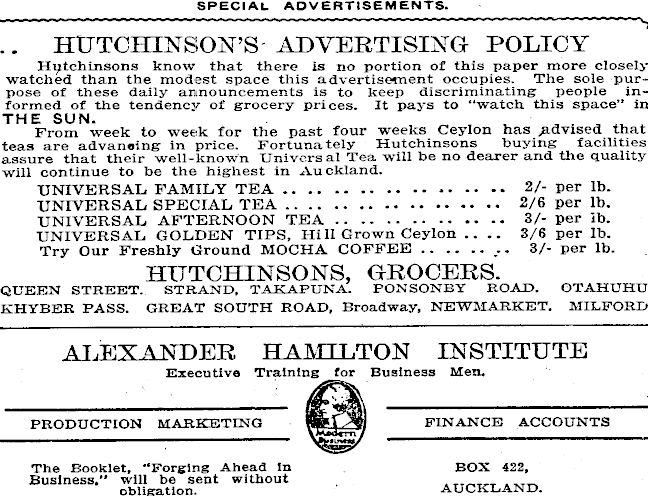 SPECIAL ADVERTISEMENTS.
.. HUTCHINSON'S ADVERTISING POLICY
Hutchinsons know that there is no portion of this paper more closely
watched than the modest space this advertisement occupies. The sole pur-
pose of these daily announcements is to keep discriminating people in-
formed of the tendency of grocery prices. It pays to "watch this space" in
THE SUN.
From week to week for the past four weeks Ceylon has advised that
teas are advancing in price. Fortunately Hutchinsons buying facilities
assure that their well-known Universal Tea will be no dearer and the quality
will continue to be the highest in Auckland.
UNIVERSAL FAMILY TEA .. .. .. .. .. .. .. .. .. 2/- per lb.
UNIVERSAL SPECIAL TEA .. .. .. .. .. .. .. .. .. 2/6 per lb.
UNIVERSAL AFTERNOON TEA .. .. .. .. .. .. .. 3/- per lb.
UNIVERSAL GOLDEN TIPS, Hill Grown Ceylon .. .. 3/6 per lb.
Try Our Freshly Ground MOCHA COFFEE .. .. .. .. 3/- per lb.
HUTCHINSONS, GROCERS.
QUEEN STREET. STRAND, TAKAPUNA. PONSONBY ROAD. OTAHUHU
KHYBER PASS. GREAT SOUTH ROAD, Broadway, NEWMARKET. MILFORD
ALEXANDER HAMILTON INSTITUTE
Executive Training for Business Men.
PRODUCTION MARKETING
Modern
Business
FINANCE ACCOUNTS
The Booklet, "Forging Ahead in
Business," will be sent without
obligation.
BOX 422,
AUCKLAND.